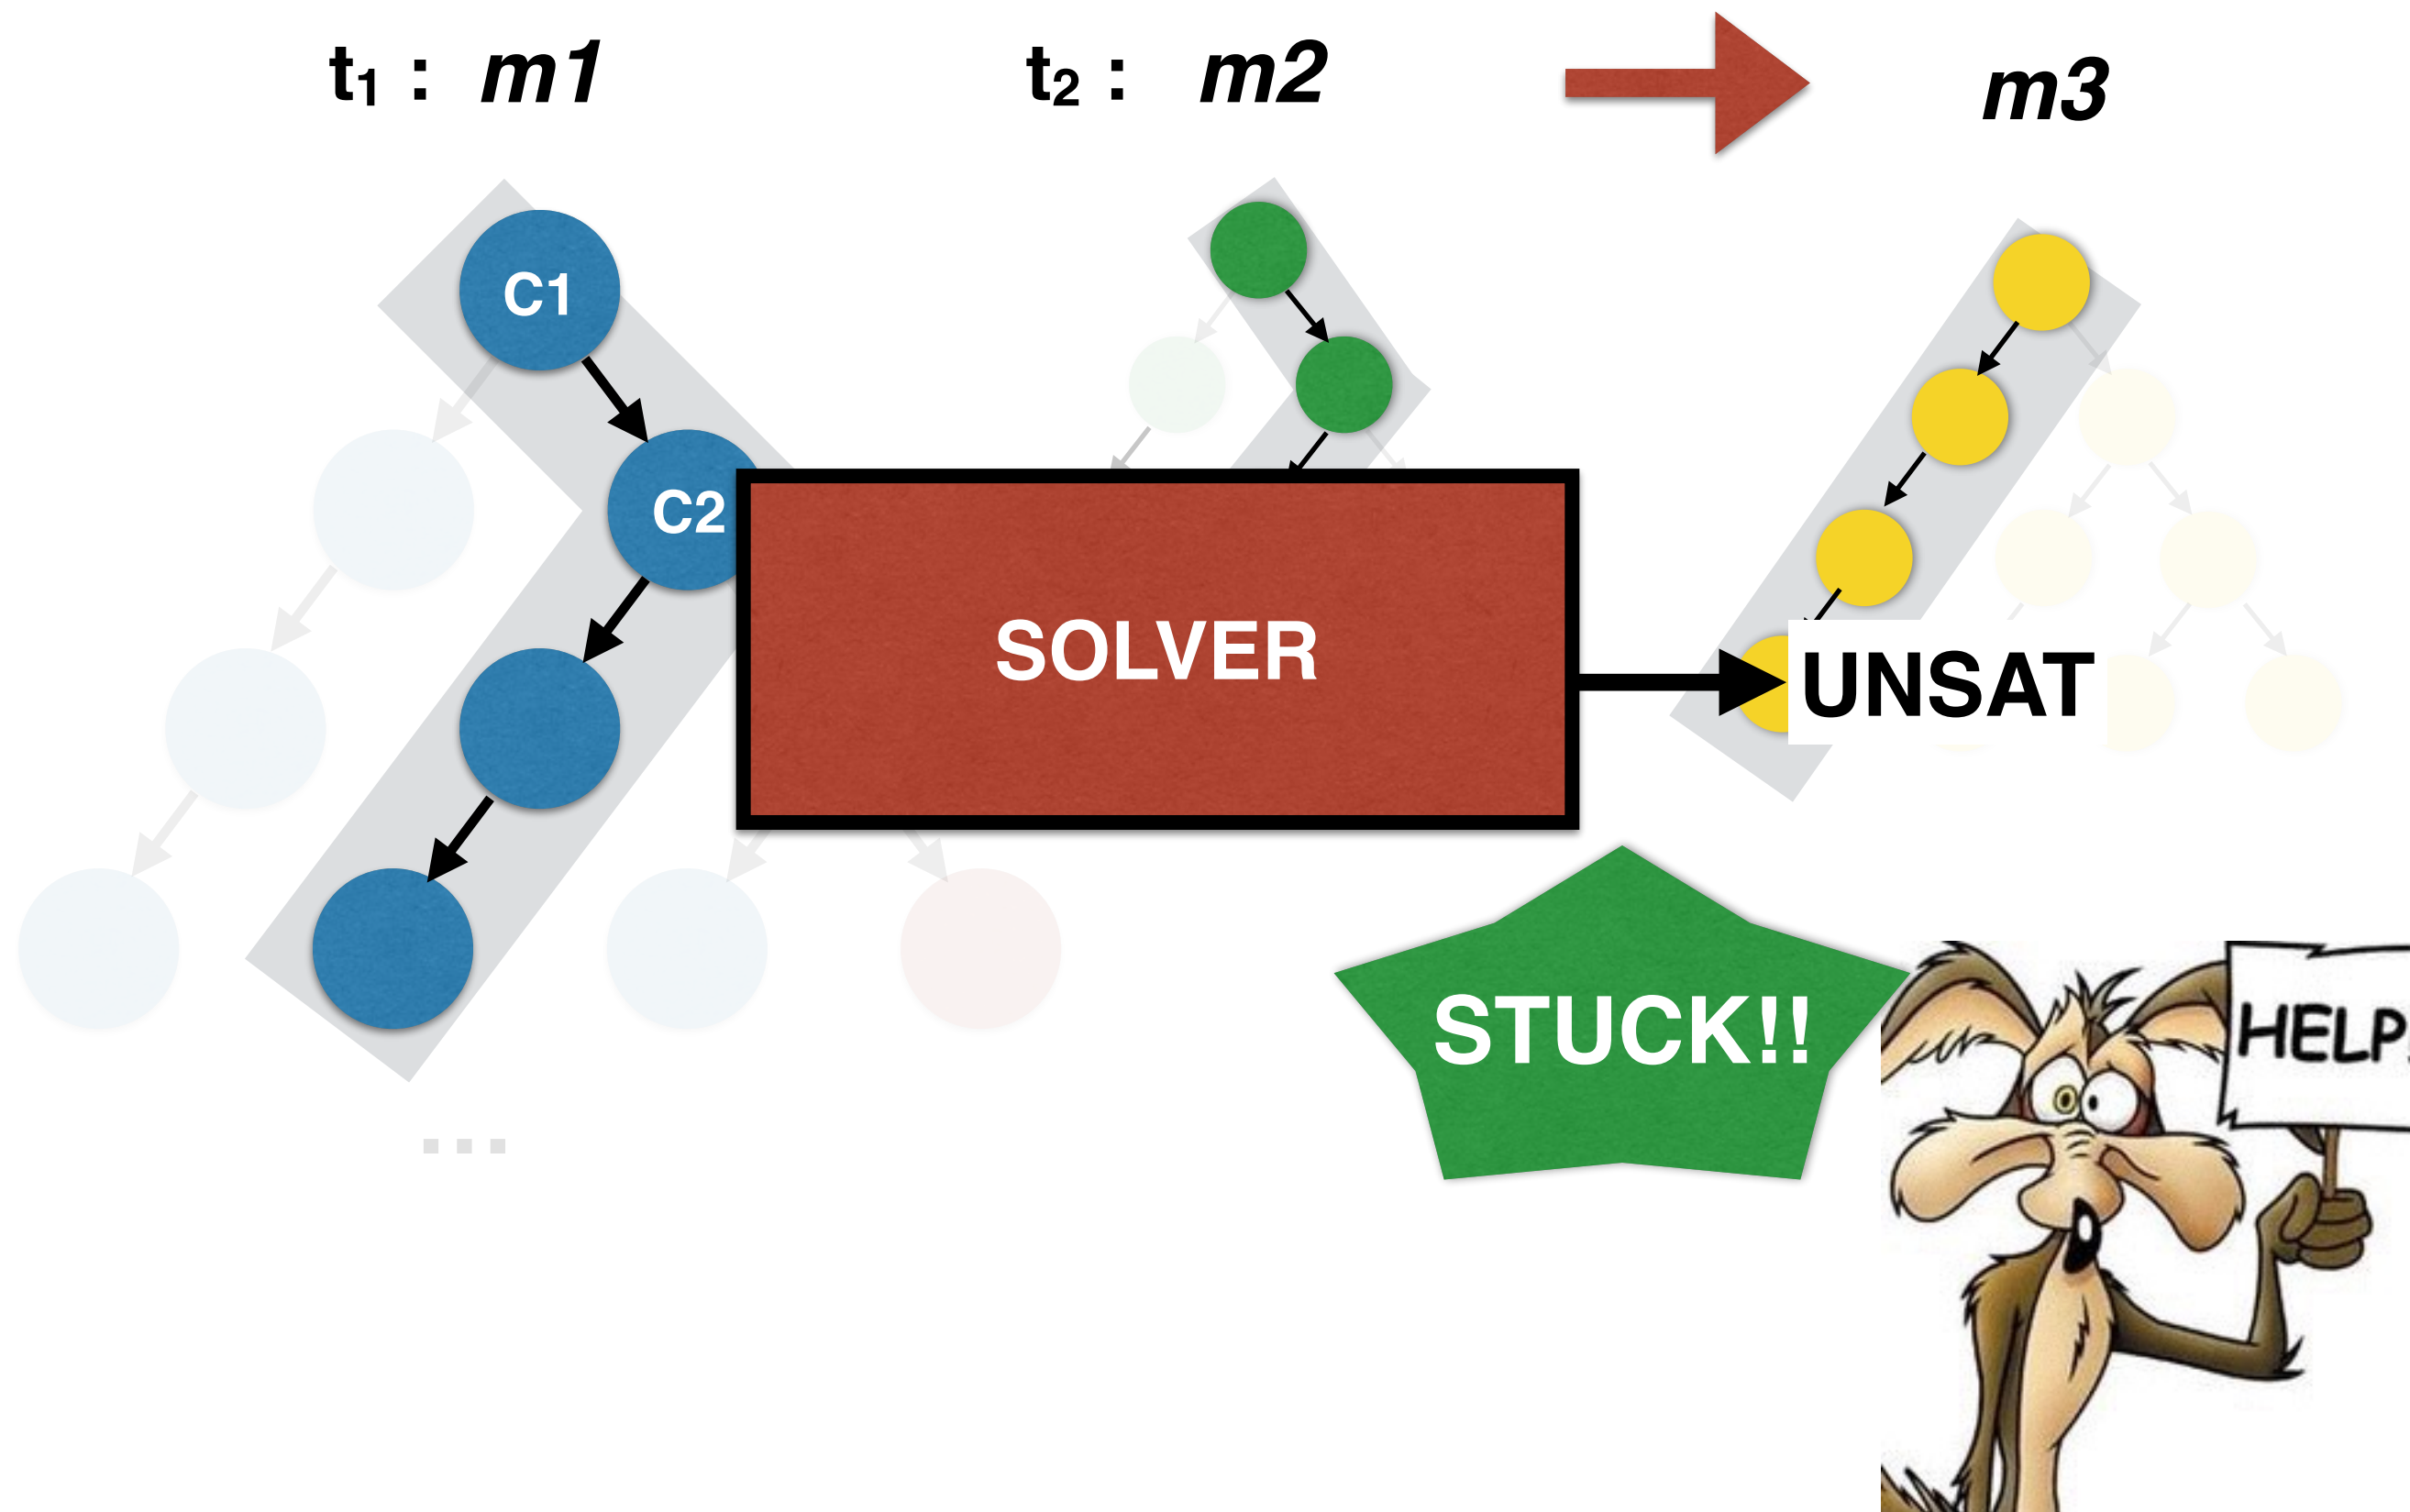 t₁ : m1
t₂ : m2
m3
C1
C2
SOLVER
UNSAT
STUCK!!
HELP!
...